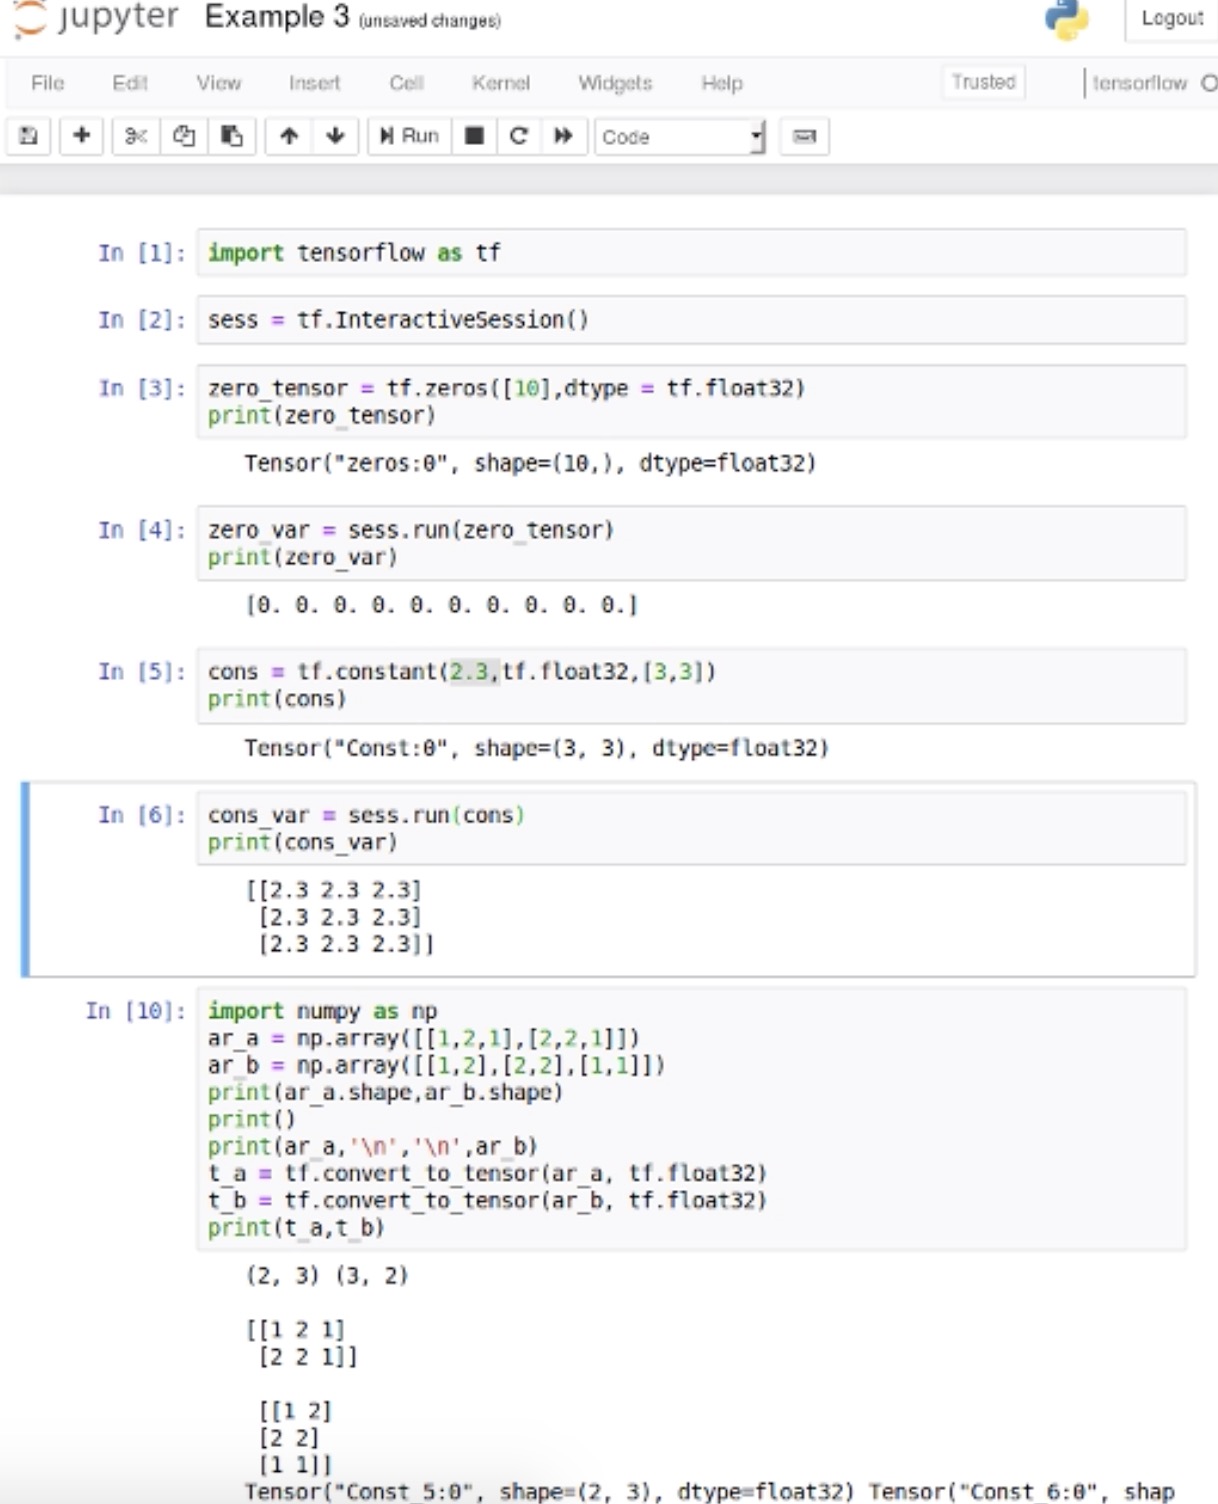 jupyter Example 3 (unsaved changes) Logout
File Edit View Insert Cell Kernel Widgets Help Trusted tensorflow
Run Code
In [1]: import tensorflow as tf
In [2]: sess = tf.InteractiveSession()
In [3]: zero_tensor = tf.zeros([10],dtype = tf.float32)
print(zero_tensor)
Tensor("zeros:0", shape=(10,), dtype=float32)
In [4]: zero_var = sess.run(zero_tensor)
print(zero_var)
[0. 0. 0. 0. 0. 0. 0. 0. 0. 0.]
In [5]: cons = tf.constant(2.3,tf.float32,[3,3])
print(cons)
Tensor("Const:0", shape=(3, 3), dtype=float32)
In [6]: cons_var = sess.run(cons)
print(cons_var)
[[2.3 2.3 2.3]
[2.3 2.3 2.3]
[2.3 2.3 2.3]]
In [10]: import numpy as np
ar_a = np.array([[1,2,1],[2,2,1]])
ar_b = np.array([[1,2],[2,2],[1,1]])
print(ar_a.shape,ar_b.shape)
print()
print(ar_a,'\n','\n',ar_b)
t_a = tf.convert_to_tensor(ar_a, tf.float32)
t_b = tf.convert_to_tensor(ar_b, tf.float32)
print(t_a,t_b)
(2, 3) (3, 2)
[[1 2 1]
[2 2 1]]
[[1 2]
[2 2]
[1 1]]
Tensor("Const_5:0", shape=(2, 3), dtype=float32) Tensor("Const_6:0", shap